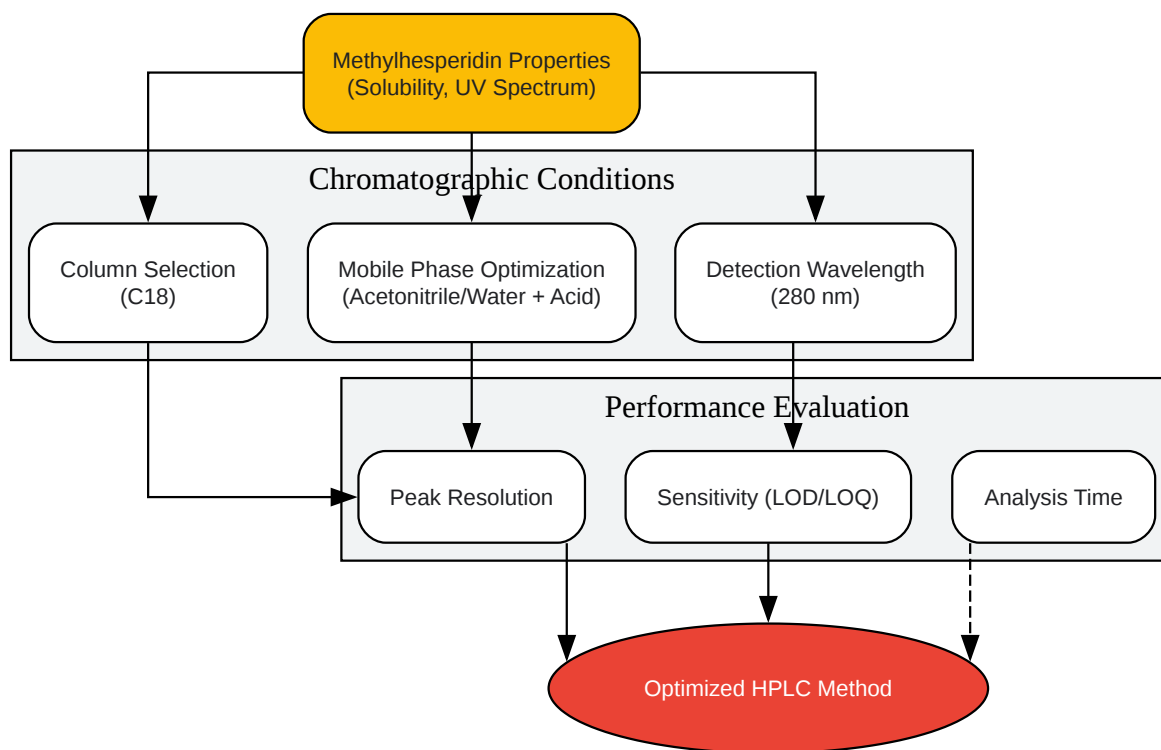 Methylhesperidin Properties
(Solubility, UV Spectrum)
Chromatographic Conditions
Column Selection
(C18)
Mobile Phase Optimization
(Acetonitrile/Water + Acid)
Detection Wavelength
(280 nm)
Performance Evaluation
Peak Resolution
Sensitivity (LOD/LOQ)
Analysis Time
Optimized HPLC Method